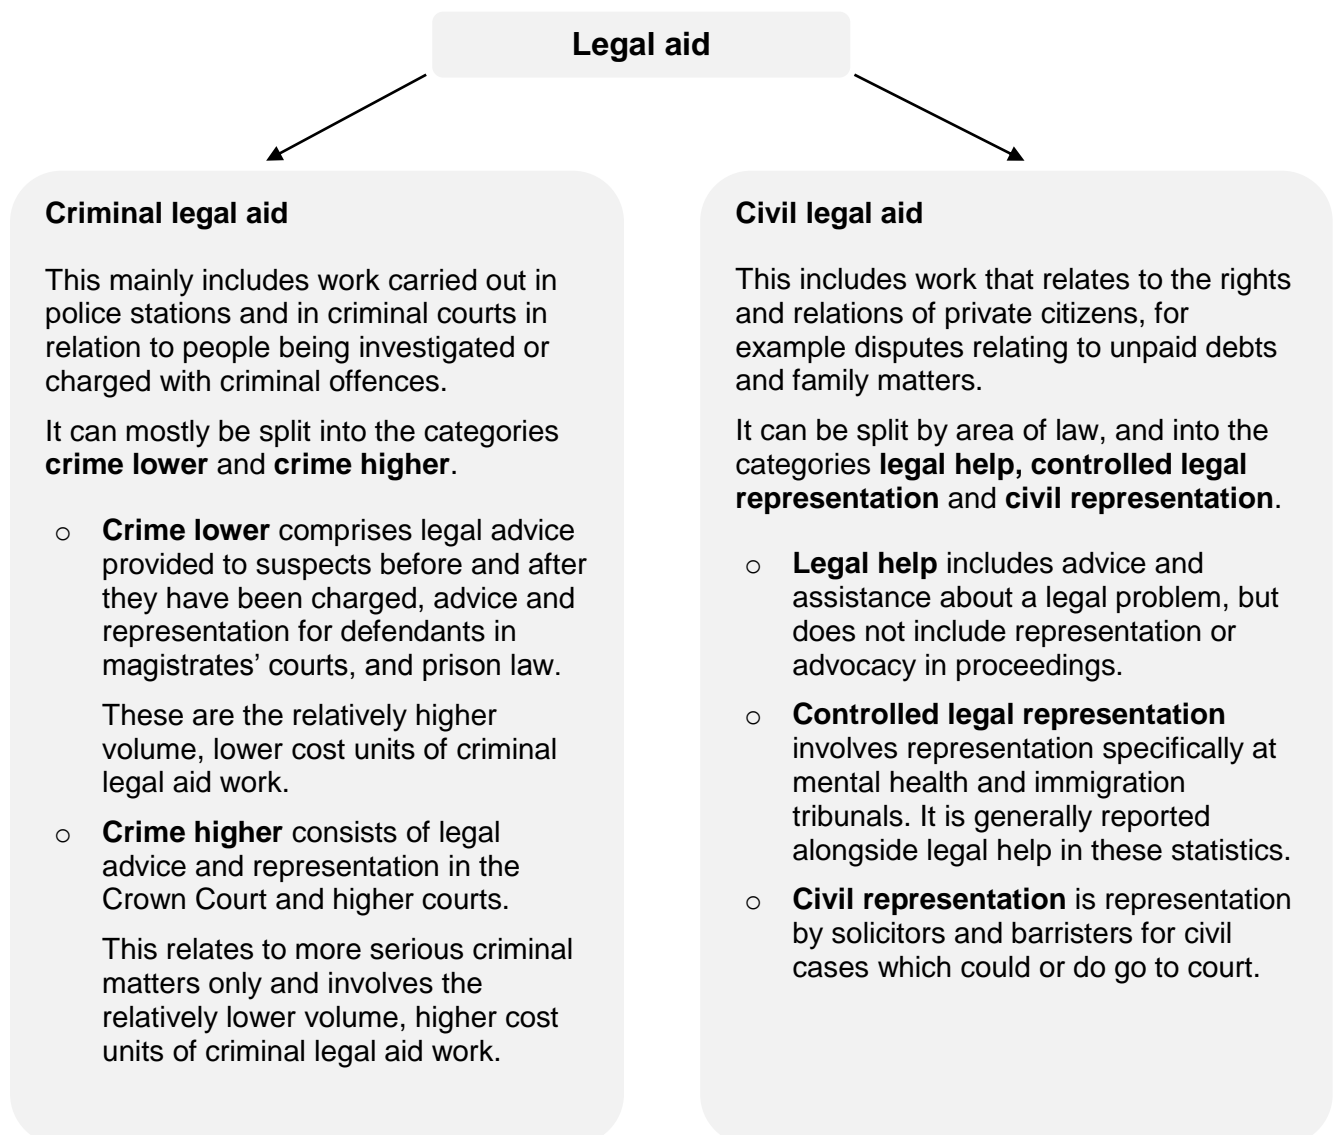 Legal aid
Criminal legal aid
This mainly includes work carried out in
police stations and in criminal courts in
relation to people being investigated or
charged with criminal offences.
It can mostly be split into the categories
crime lower and crime higher.
o Crime lower comprises legal advice
provided to suspects before and after
they have been charged, advice and
representation for defendants in
magistrates’ courts, and prison law.
These are the relatively higher
volume, lower cost units of criminal
legal aid work.
o Crime higher consists of legal
advice and representation in the
Crown Court and higher courts.
This relates to more serious criminal
matters only and involves the
relatively lower volume, higher cost
units of criminal legal aid work.
Civil legal aid
This includes work that relates to the rights
and relations of private citizens, for
example disputes relating to unpaid debts
and family matters.
It can be split by area of law, and into the
categories legal help, controlled legal
representation and civil representation.
o Legal help includes advice and
assistance about a legal problem, but
does not include representation or
advocacy in proceedings.
o Controlled legal representation
involves representation specifically at
mental health and immigration
tribunals. It is generally reported
alongside legal help in these statistics.
o Civil representation is representation
by solicitors and barristers for civil
cases which could or do go to court.